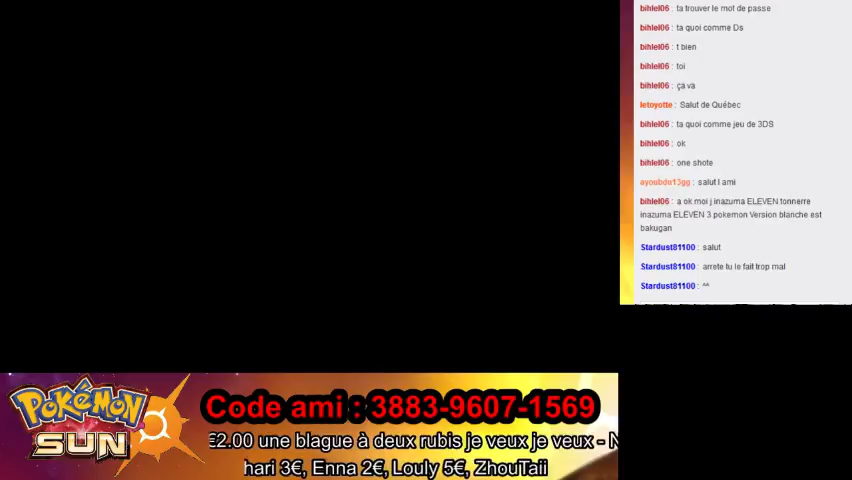 bihlel06 : ta trouver le mot de passe
bihlel06 : ta quoi comme Ds
bihlel06 : t bien
bihlel06 : toi
bihlel06 : ça va
letoyotte : Salut de Québec
bihlel06 : ta quoi comme jeu de 3DS
bihlel06 : ok
bihlel06 : one shote
ayoubdu13gg : salut l ami
bihlel06 : a ok moi j inazuma ELEVEN tonnerre
inazuma ELEVEN 3 pokemon Version blanche est
bakugan
Stardust81100 : salut
Stardust81100 : arrete tu le fait trop mal
Stardust81100 : ^^
POKéMON
SUN
Code ami : 3883-9607-1569
€2.00 une blague à deux rubis je veux je veux - N
hari 3€, Enna 2€, Louly 5€, ZhouTaii